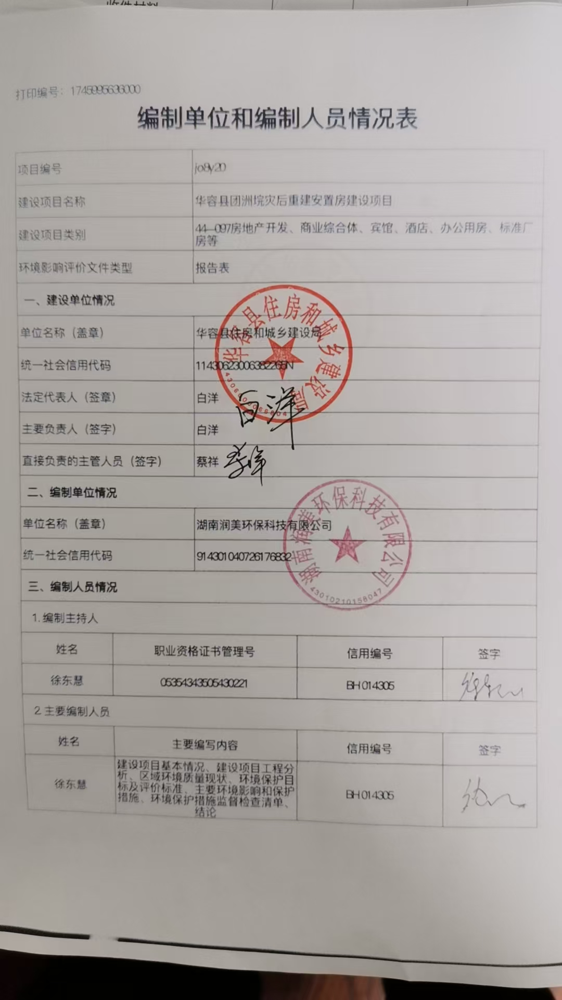 打印编号：1745995636000
编制单位和编制人员情况表
项目编号 jo8y20
建设项目名称 华容县团洲垸灾后重建安置房建设项目
建设项目类别 44—097房地产开发、商业综合体、宾馆、酒店、办公用房、标准厂
房等
环境影响评价文件类型 报告表
一、建设单位情况
单位名称（盖章） 华容县住房和城乡建设局
统一社会信用代码 11430623006382265N
法定代表人（签章） 白洋
白洋
主要负责人（签字） 白洋
直接负责的主管人员（签字） 蔡祥
华容县住房和城乡建设局
二、编制单位情况
单位名称（盖章） 湖南润美环保科技有限公司
统一社会信用代码 914301040726176832
湖南润美环保科技有限公司
43010210158047
三、编制人员情况
1.编制主持人
姓名 职业资格证书管理号 信用编号 签字
徐东慧 05354343505430221 BH014305
2.主要编制人员
姓名 主要编写内容 信用编号 签字
徐东慧 BH014305
建设项目基本情况、建设项目工程分
析、区域环境质量现状、环境保护目
标及评价标准、主要环境影响和保护
措施、环境保护措施监督检查清单、
结论